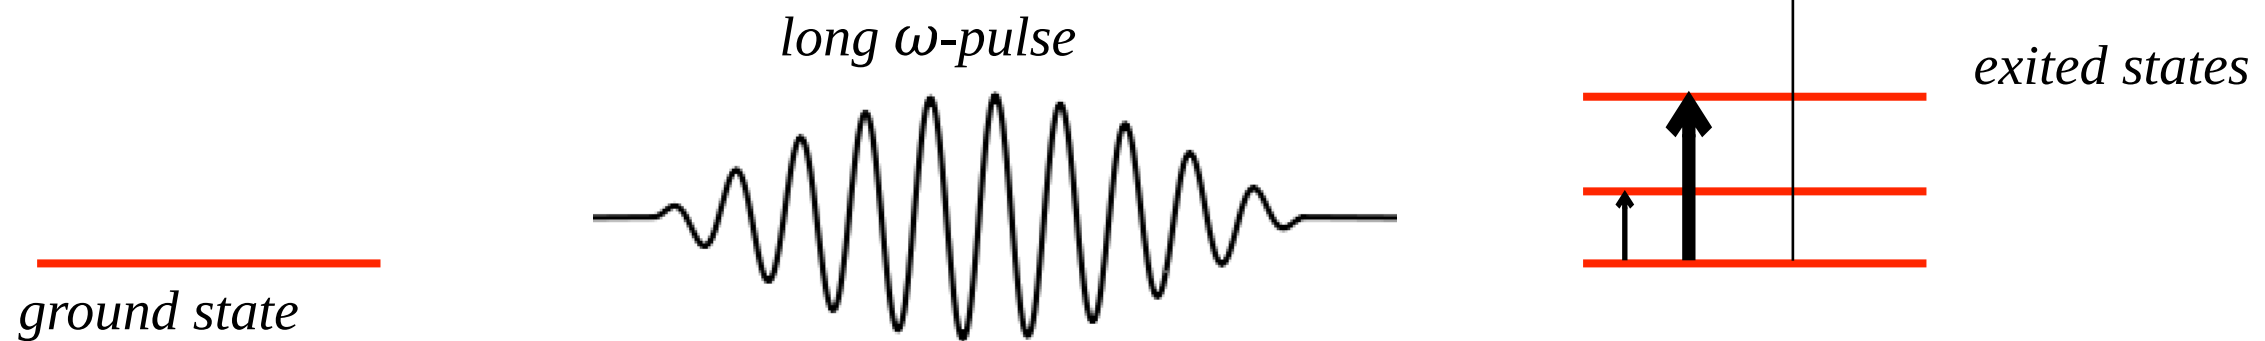 long ω-pulse
exited states
ground state